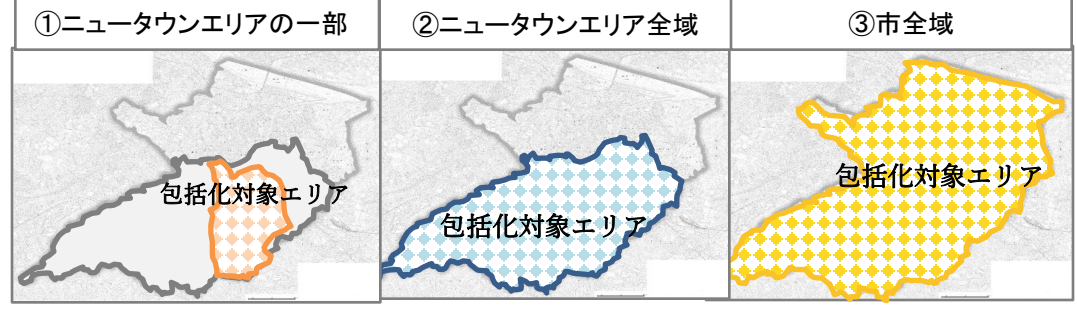 ①ニュータウンエリアの一部
②ニュータウンエリア全域
③市全域
包括化対象エリア
包括化対象エリア
包括化対象エリア